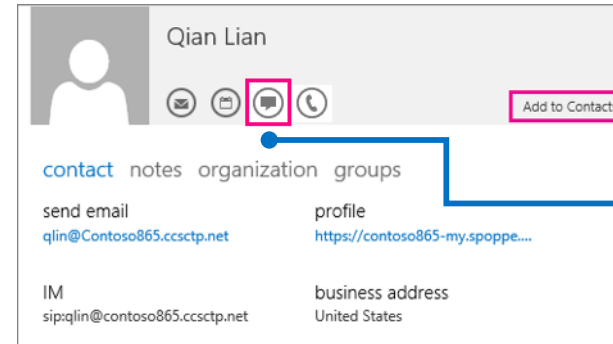 Qian Lian
Add to Contact
contact notes organization groups
send email profile
qlin@Contoso865.ccsctp.net https://contoso865-my.spoppe....
IM business address
sip:qlin@contoso865.ccsctp.net United States